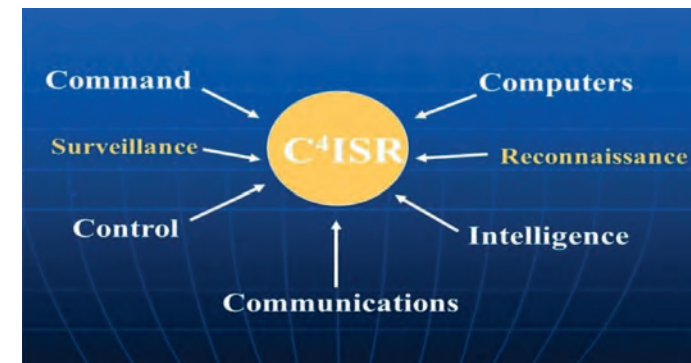 Command
Computers
Surveillance
C⁴ISR
Reconnaissance
Control
Intelligence
Communications